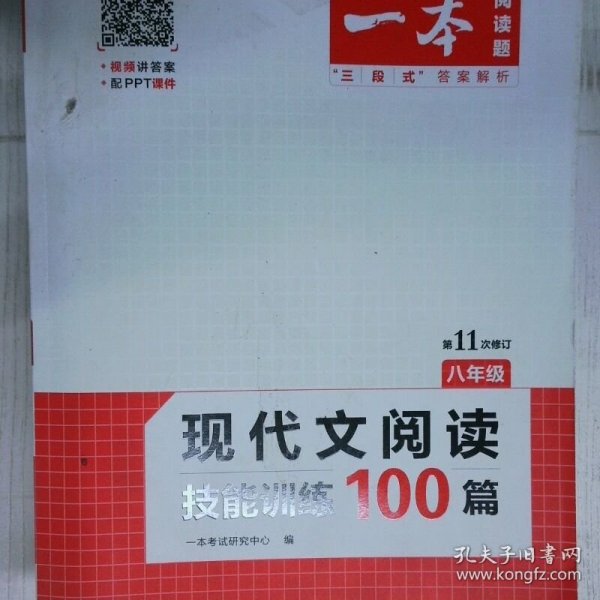 一本
阅读题
"三段式"答案解析
• 视频讲答案
• 配PPT课件
第11次修订
八年级
现代文阅读
技能训练100篇
一本考试研究中心 编
孔夫子旧书网
www.kongfz.com